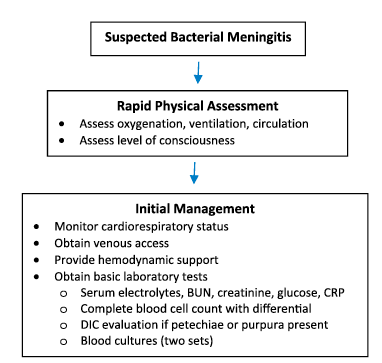 Suspected Bacterial Meningitis
Rapid Physical Assessment
• Assess oxygenation, ventilation, circulation
• Assess level of consciousness
Initial Management
• Monitor cardiorespiratory status
• Obtain venous access
• Provide hemodynamic support
• Obtain basic laboratory tests
o Serum electrolytes, BUN, creatinine, glucose, CRP
o Complete blood cell count with differential
o DIC evaluation if petechiae or purpura present
o Blood cultures (two sets)